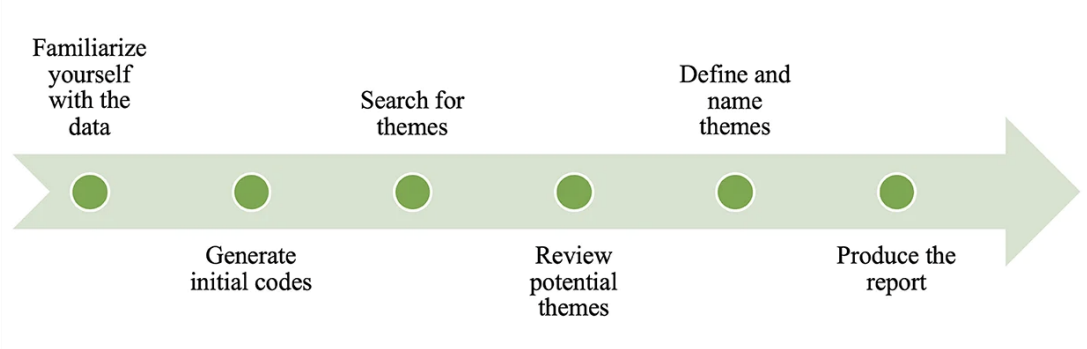 Familiarize
yourself
with the
data
Generate
initial codes
Search for
themes
Review
potential
themes
Define and
name
themes
Produce the
report